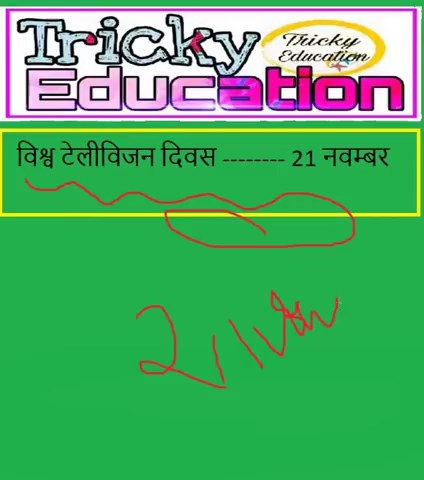 Tricky
Education
Tricky
Education
विश्व टेलीविजन दिवस -------- 21 नवम्बर